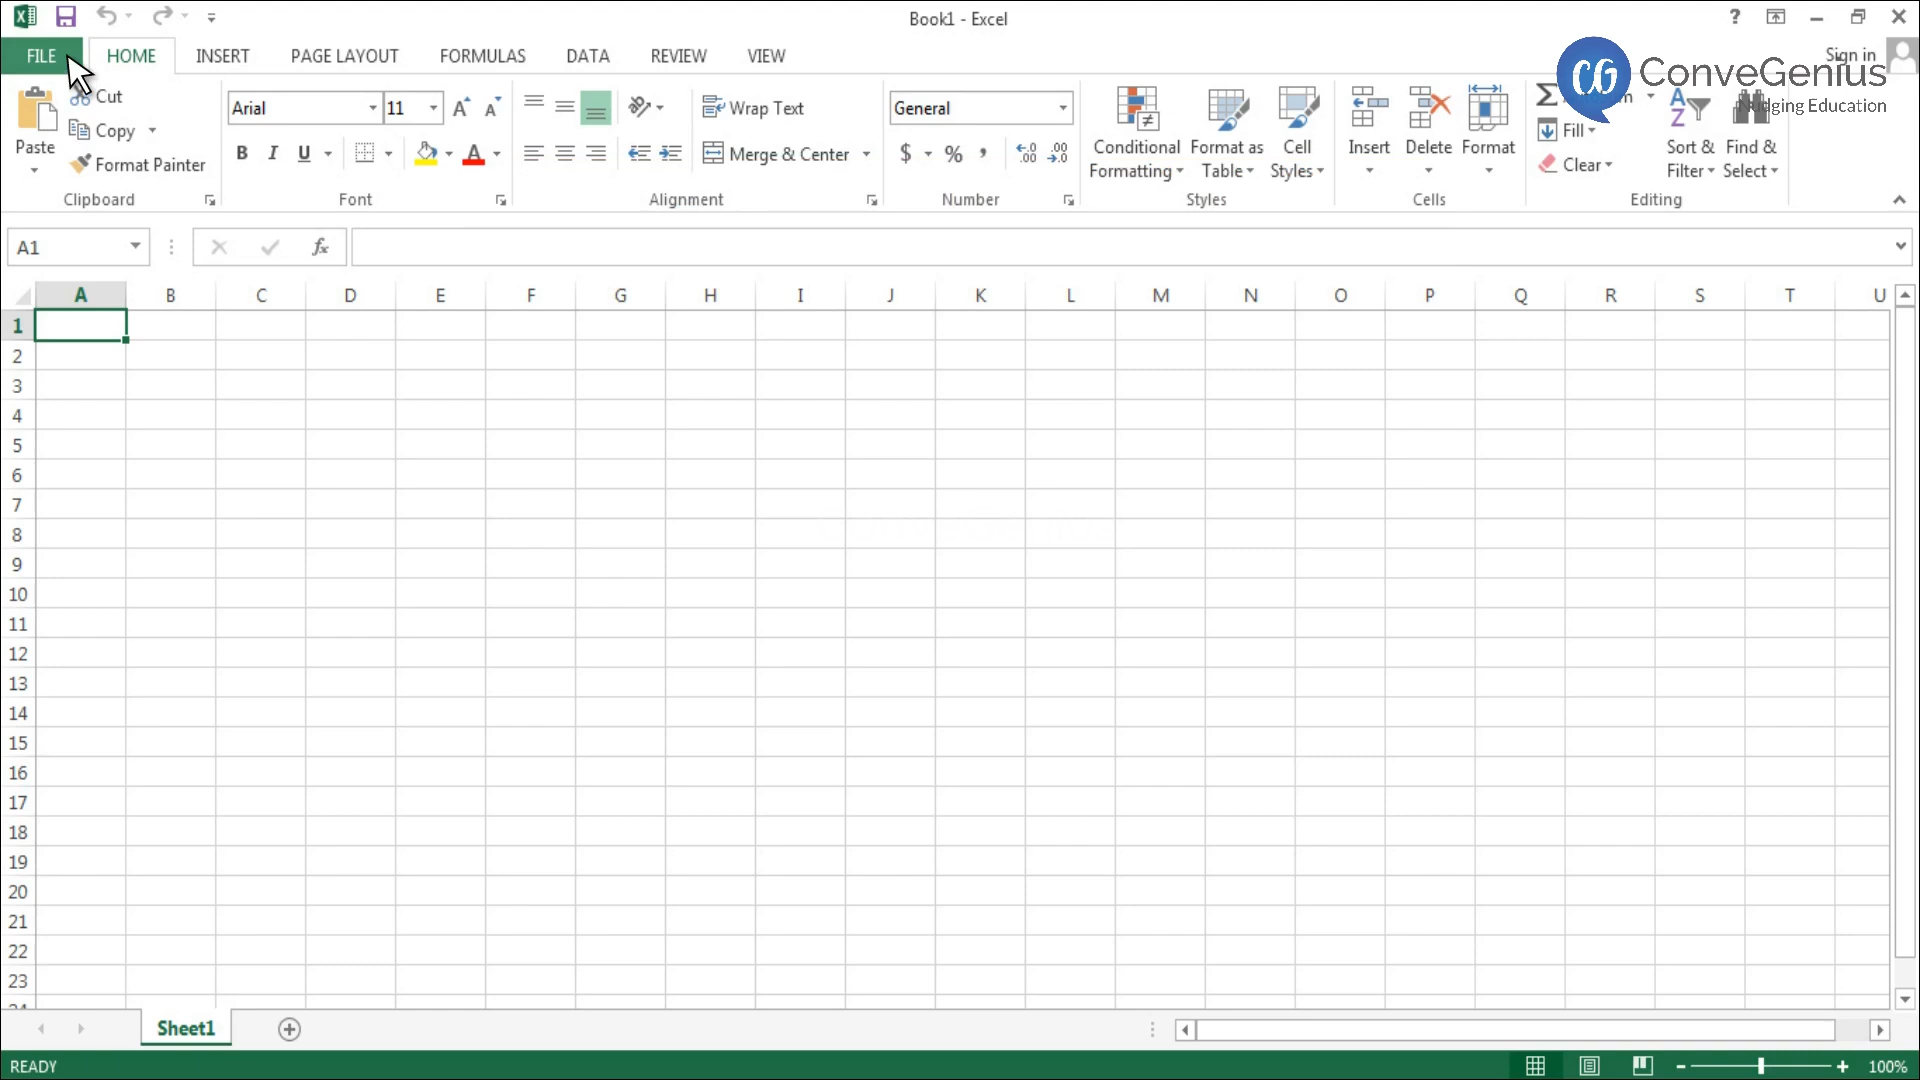 Book1 - Excel
?
FILE HOME INSERT PAGE LAYOUT FORMULAS DATA REVIEW VIEW
Sign in
CG ConveGenius
Nudging Education
Paste
Cut
Copy
Format Painter
Clipboard
Arial 11
B I U A
Font
Wrap Text
Merge & Center
Alignment
General
$ % ,
Number
Conditional Formatting
Format as Table
Cell Styles
Styles
Insert Delete Format
Cells
Fill
Clear
Sort & Filter
Find & Select
Editing
A1 fx
A B C D E F G H I J K L M N O P Q R S T U
1
2
3
4
5
6
7
8
9
10
11
12
13
14
15
16
17
18
19
20
21
22
23
Sheet1
READY 100%